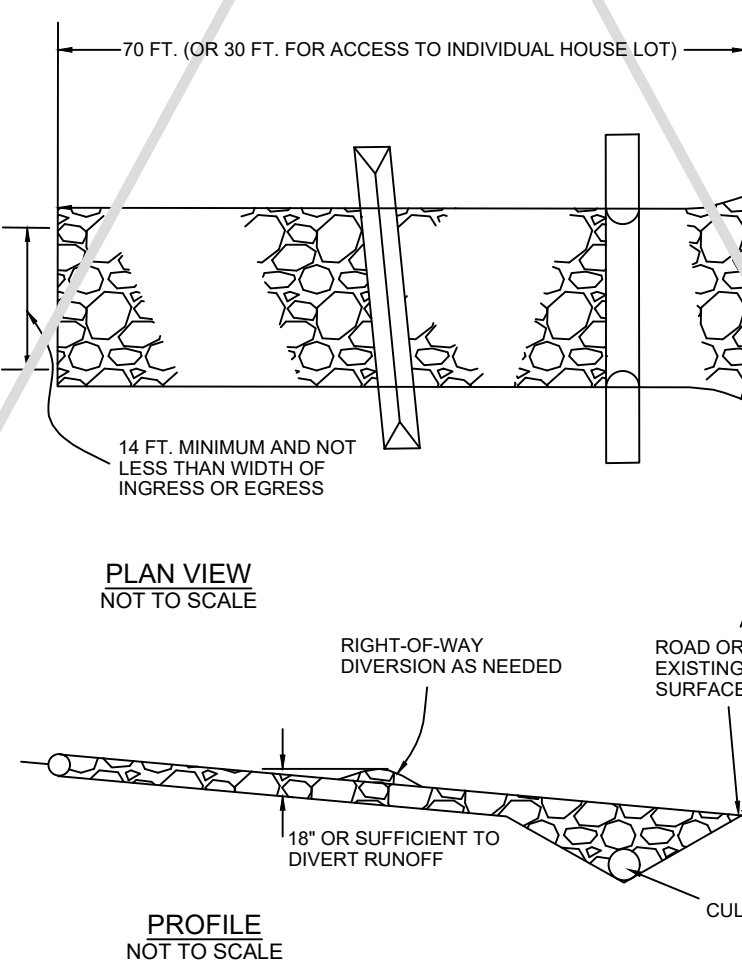 70 FT. (OR 30 FT. FOR ACCESS TO INDIVIDUAL HOUSE LOT)
14 FT. MINIMUM AND NOT
LESS THAN WIDTH OF
INGRESS OR EGRESS
PLAN VIEW
NOT TO SCALE
RIGHT-OF-WAY
DIVERSION AS NEEDED
ROAD OR
EXISTING
SURFACE
18" OR SUFFICIENT TO
DIVERT RUNOFF
CUL
PROFILE
NOT TO SCALE